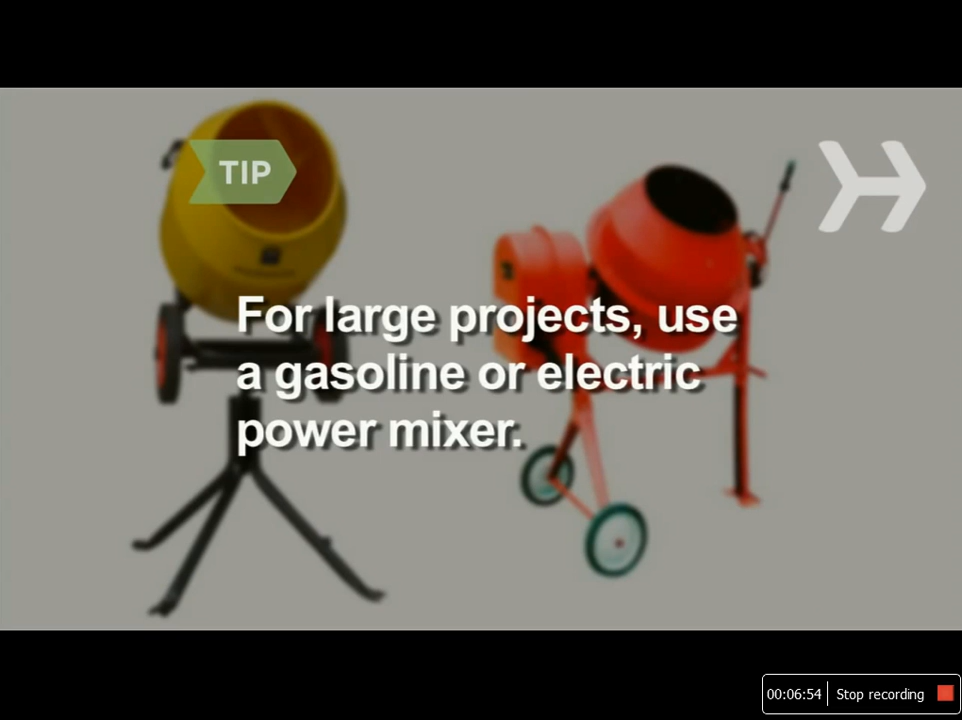 TIP
For large projects, use
a gasoline or electric
power mixer.
00:06:54 Stop recording